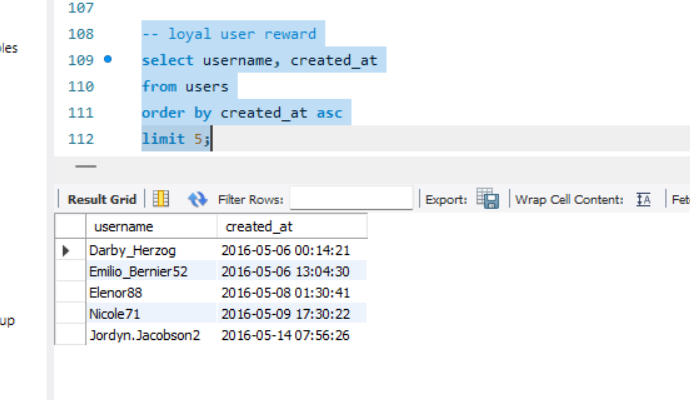 107
108 -- loyal user reward
109 select username, created_at
110 from users
111 order by created_at asc
112 limit 5;
les
up
Result Grid Filter Rows: Export: Wrap Cell Content: Fet
username created_at
Darby_Herzog 2016-05-06 00:14:21
Emilio_Bernier52 2016-05-06 13:04:30
Elenor88 2016-05-08 01:30:41
Nicole71 2016-05-09 17:30:22
Jordyn.Jacobson2 2016-05-14 07:56:26